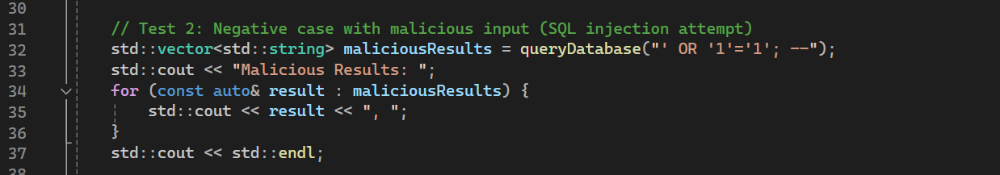 30
31 // Test 2: Negative case with malicious input (SQL injection attempt)
32 std::vector<std::string> maliciousResults = queryDatabase("' OR '1'='1'; --");
33 std::cout << "Malicious Results: ";
34 for (const auto& result : maliciousResults) {
35 std::cout << result << ", ";
36 }
37 std::cout << std::endl;
38